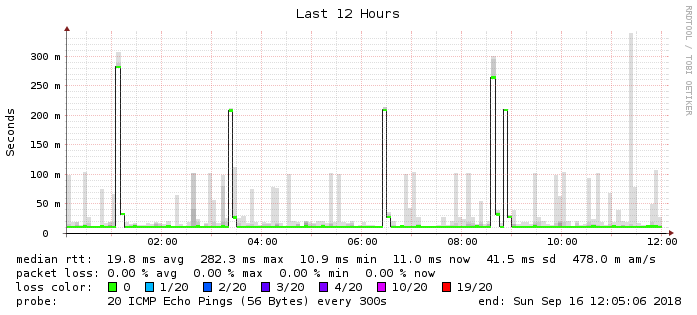 Last 12 Hours
RRDTOOL / TOBI OETIKER
Seconds
300 m
250 m
200 m
150 m
100 m
50 m
0
02:00 04:00 06:00 08:00 10:00 12:00
median rtt: 19.8 ms avg 282.3 ms max 10.9 ms min 11.0 ms now 41.5 ms sd 478.0 m am/s
packet loss: 0.00 % avg 0.00 % max 0.00 % min 0.00 % now
loss color: 0 1/20 2/20 3/20 4/20 10/20 19/20
probe: 20 ICMP Echo Pings (56 Bytes) every 300s end: Sun Sep 16 12:05:06 2018